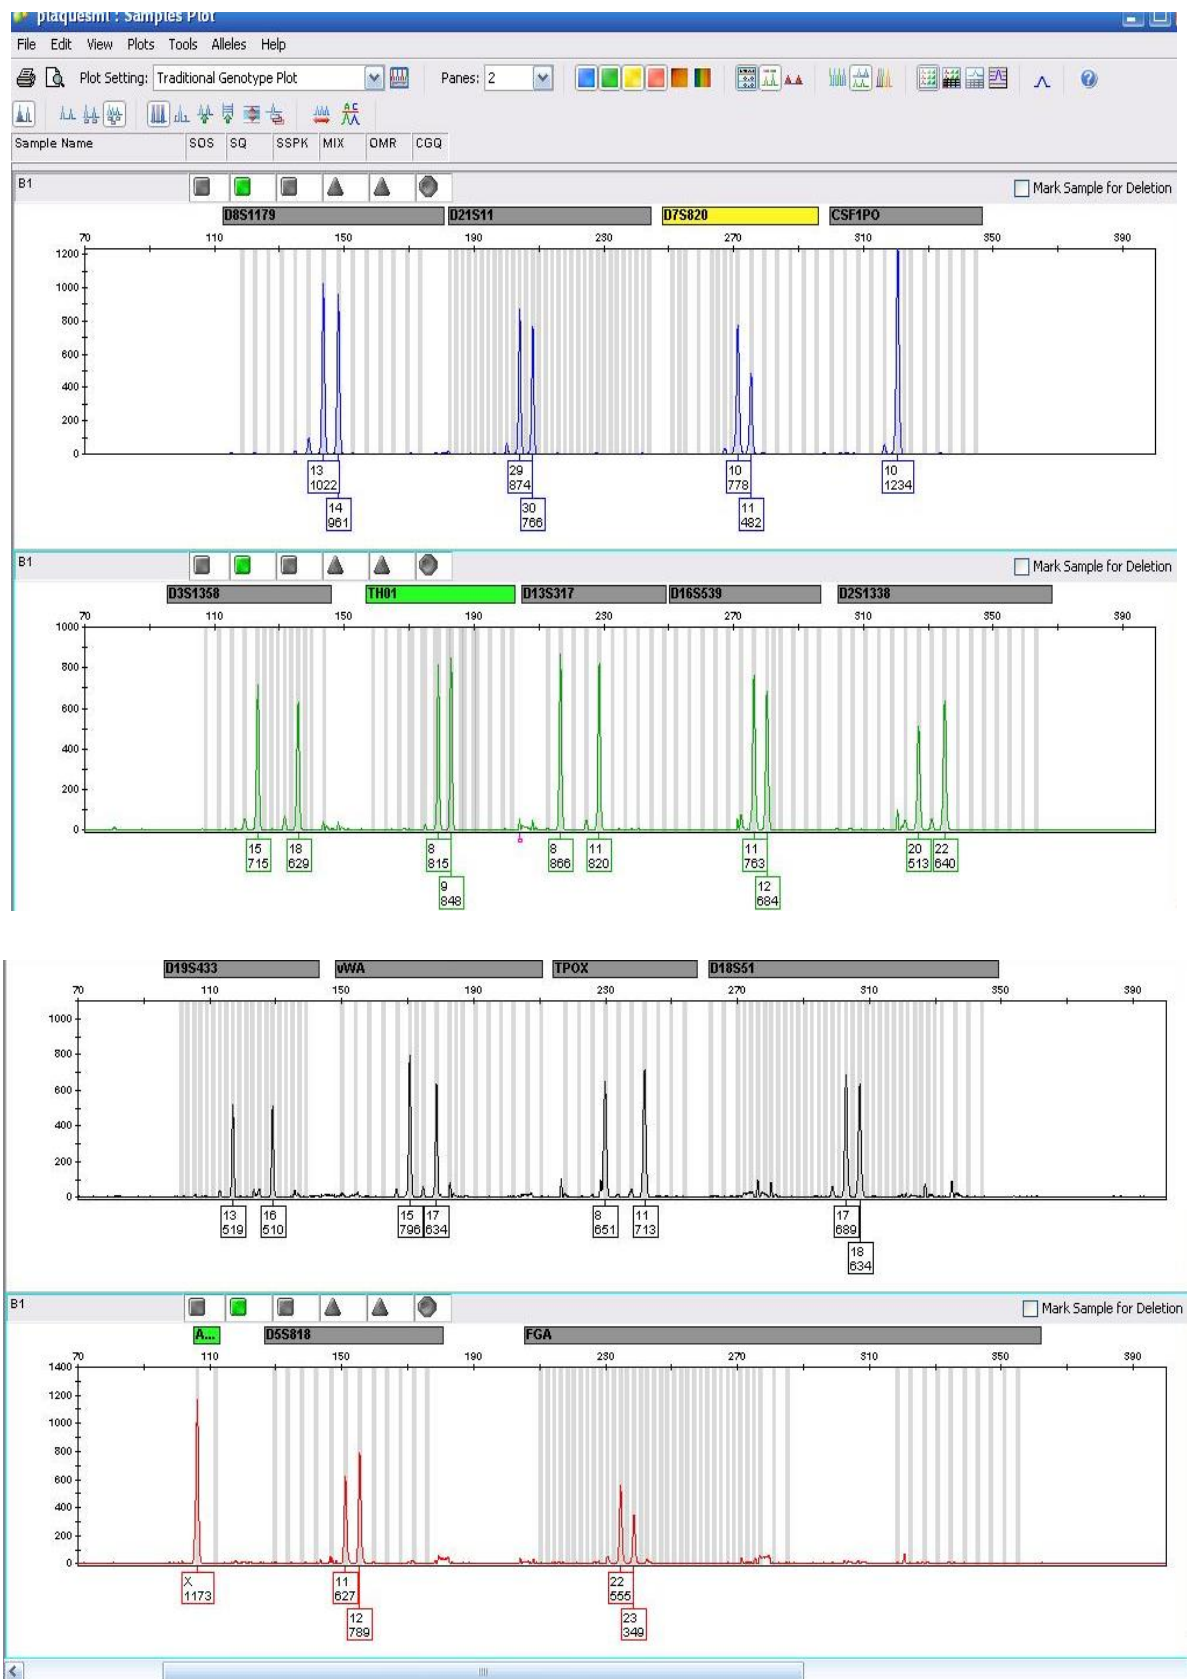 plaquesmI : Samples Plot
File Edit View Plots Tools Alleles Help
Plot Setting: Traditional Genotype Plot Panes: 2
Sample Name SOS SQ SSPK MIX OMR CGQ
B1 Mark Sample for Deletion
D8S1179 D21S11 D7S820 CSF1PO
70 110 150 190 230 270 310 350 390
1200
1000
800
600
400
200
0
13 29 10 10
1022 874 778 1234
14 30 11
961 766 482
B1 Mark Sample for Deletion
D3S1358 TH01 D13S317 D16S539 D2S1338
70 110 150 190 230 270 310 350 390
1000
800
600
400
200
0
15 18 8 8 11 11 20 22
715 629 815 866 820 763 513 640
9 12
848 684
D19S433 vWA TPOX D18S51
70 110 150 190 230 270 310 350 390
1000
800
600
400
200
0
13 16 15 17 8 11 17
519 510 796 634 651 713 689
18
634
B1 Mark Sample for Deletion
A... D5S818 FGA
70 110 150 190 230 270 310 350 390
1400
1200
1000
800
600
400
200
0
X 11 22
1173 627 555
12 23
789 349